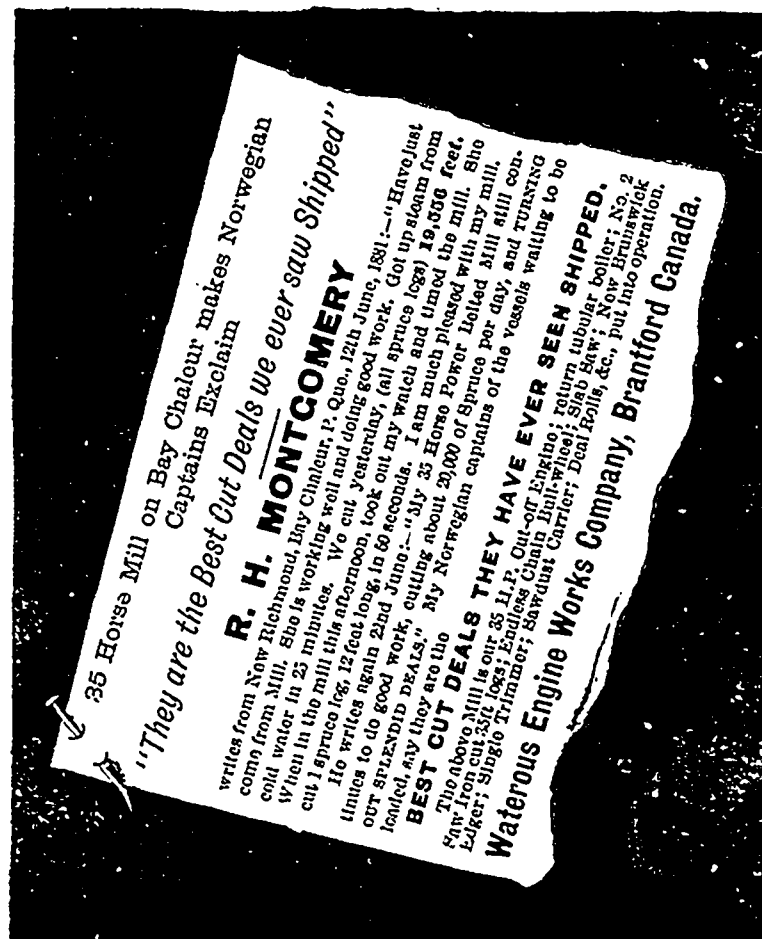 35 Horse Mill on Bay Chaleur makes Norwegian
Captains Exclaim
"They are the Best Cut Deals we ever saw Shipped"
R. H. MONTGOMERY
writes from New Richmond, Bay Chaleur, P. Que., 12th June, 1881:—"Have just
come from Mill. She is working well and doing good work. Got up steam from
cold water in 25 minutes. We cut yesterday, (all spruce logs) 19,556 feet.
When in the mill this afternoon, took out my watch and timed the mill. She
cut 1 spruce log, 12 feet long, in 50 seconds. I am much pleased with my mill.
He writes again 22nd June:—"My 35 Horse Power Belted Mill still con-
tinues to do good work, cutting about 20,000 of Spruce per day, and TURNING
OUT SPLENDID DEALS." My Norwegian captains of the vessels waiting to be
loaded, say they are the
BEST CUT DEALS THEY HAVE EVER SEEN SHIPPED.
The above Mill is our 35 H.P. Cut-off Engine; return tubular boiler; No. 2
Saw Iron cut 35ft logs; Endless Chain Bull-Wheel; Slab Saw; New Brunswick
Edger; Single Trimmer; Sawdust Carrier; Deal Rolls, &c., put into operation.
Waterous Engine Works Company, Brantford Canada.